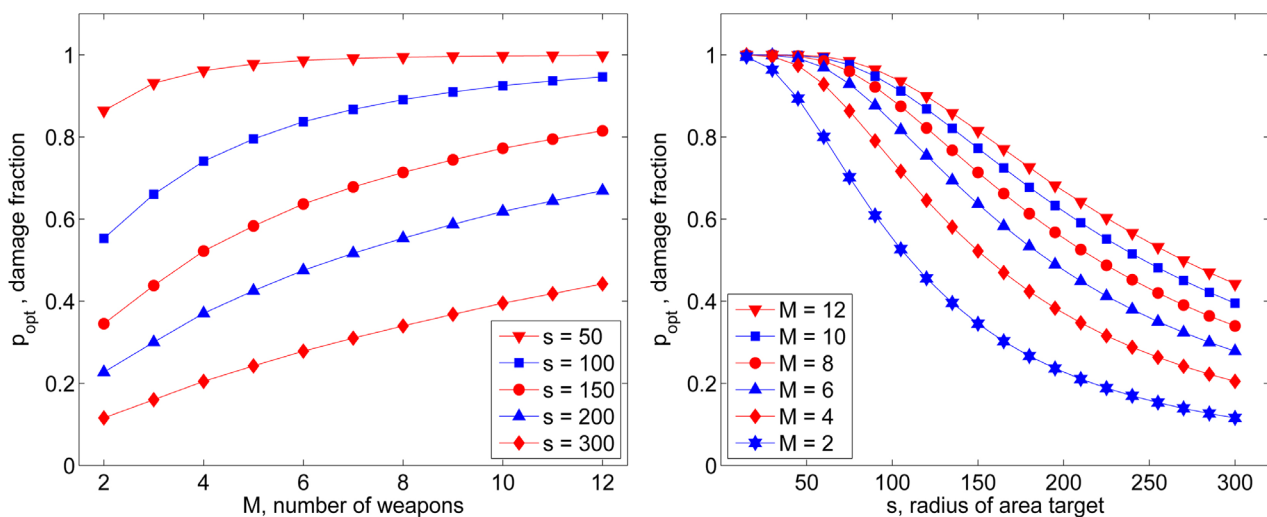 p_opt , damage fraction
1
0.8
0.6
0.4
0.2
0
2
4
6
8
10
12
M, number of weapons
s = 50
s = 100
s = 150
s = 200
s = 300
p_opt , damage fraction
1
0.8
0.6
0.4
0.2
0
50
100
150
200
250
300
s, radius of area target
M = 12
M = 10
M = 8
M = 6
M = 4
M = 2